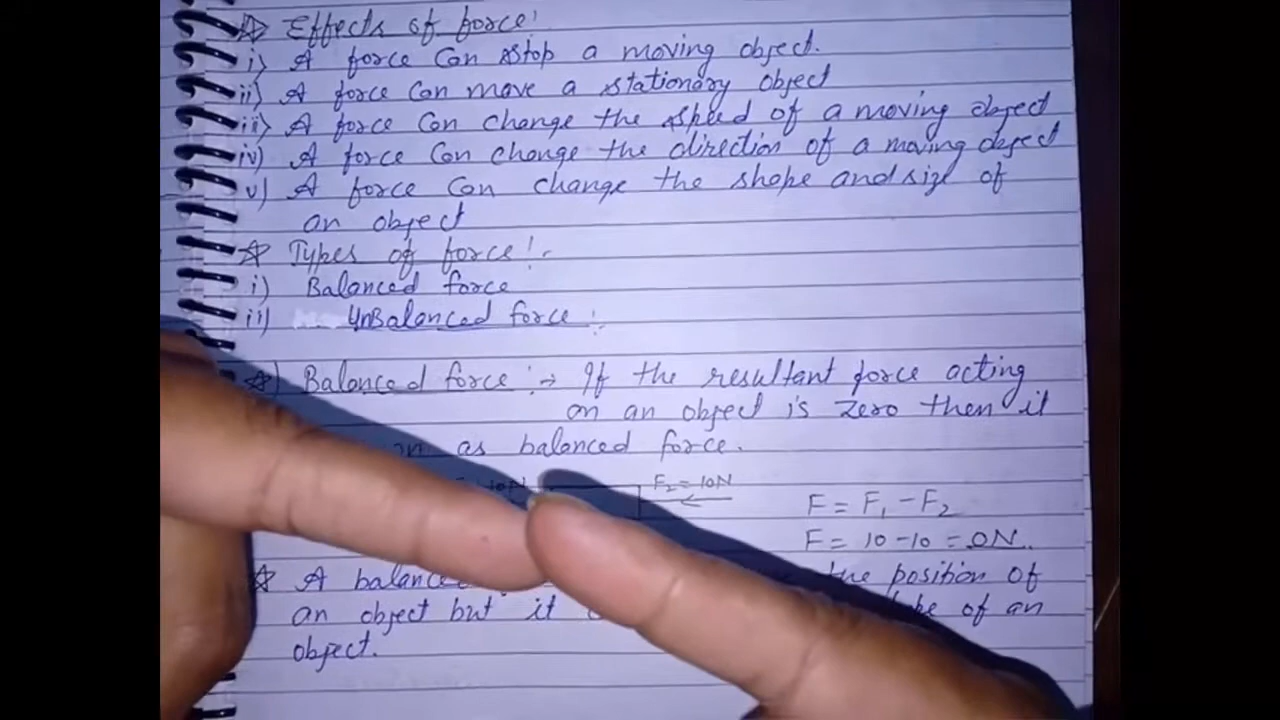 ☆ Effects of force:
i) A force can stop a moving object.
ii) A force can move a stationary object
iii) A force can change the speed of a moving object
iv) A force can change the direction of a moving object
v) A force can change the shape and size of
an object
☆ Types of force!-
i) Balanced force
ii) UnBalanced force :
☆) Balanced force :→ If the resultant force acting
on an object is zero then it
as balanced force.
10N F₂ = 10N
F = F₁ - F₂
F = 10 - 10 = 0N.
☆ A balanced the position of
an object but it of an
object.